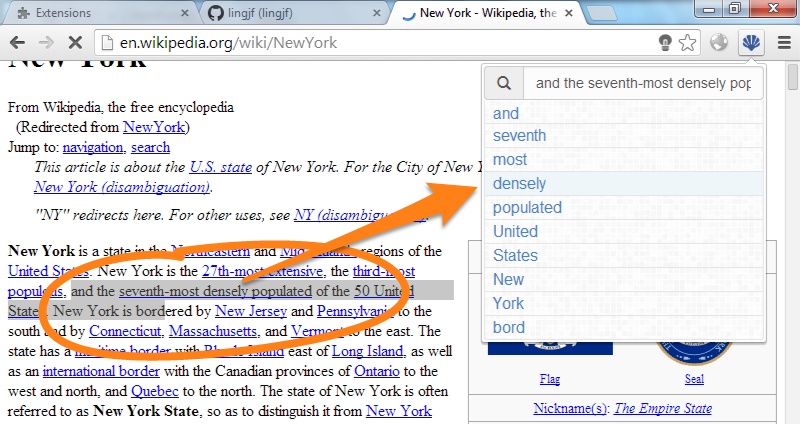 Extensions
lingjf (lingjf)
New York - Wikipedia, the
en.wikipedia.org/wiki/NewYork
New York
From Wikipedia, the free encyclopedia
(Redirected from NewYork)
Jump to: navigation, search
This article is about the U.S. state of New York. For the City of New
New York (disambiguation).
"NY" redirects here. For other uses, see NY (disambiguation).
New York is a state in the Northeastern and Mid-Atlantic regions of the
United States. New York is the 27th-most extensive, the third-most
populous, and the seventh-most densely populated of the 50 United
States. New York is bordered by New Jersey and Pennsylvania to the
south and by Connecticut, Massachusetts, and Vermont to the east. The
state has a maritime border with Rhode Island east of Long Island, as well
as an international border with the Canadian provinces of Ontario to the
west and north, and Quebec to the north. The state of New York is often
referred to as New York State, so as to distinguish it from New York
and the seventh-most densely pop
and
seventh
most
densely
populated
United
States
New
York
bord
Flag
Seal
Nickname(s): The Empire State